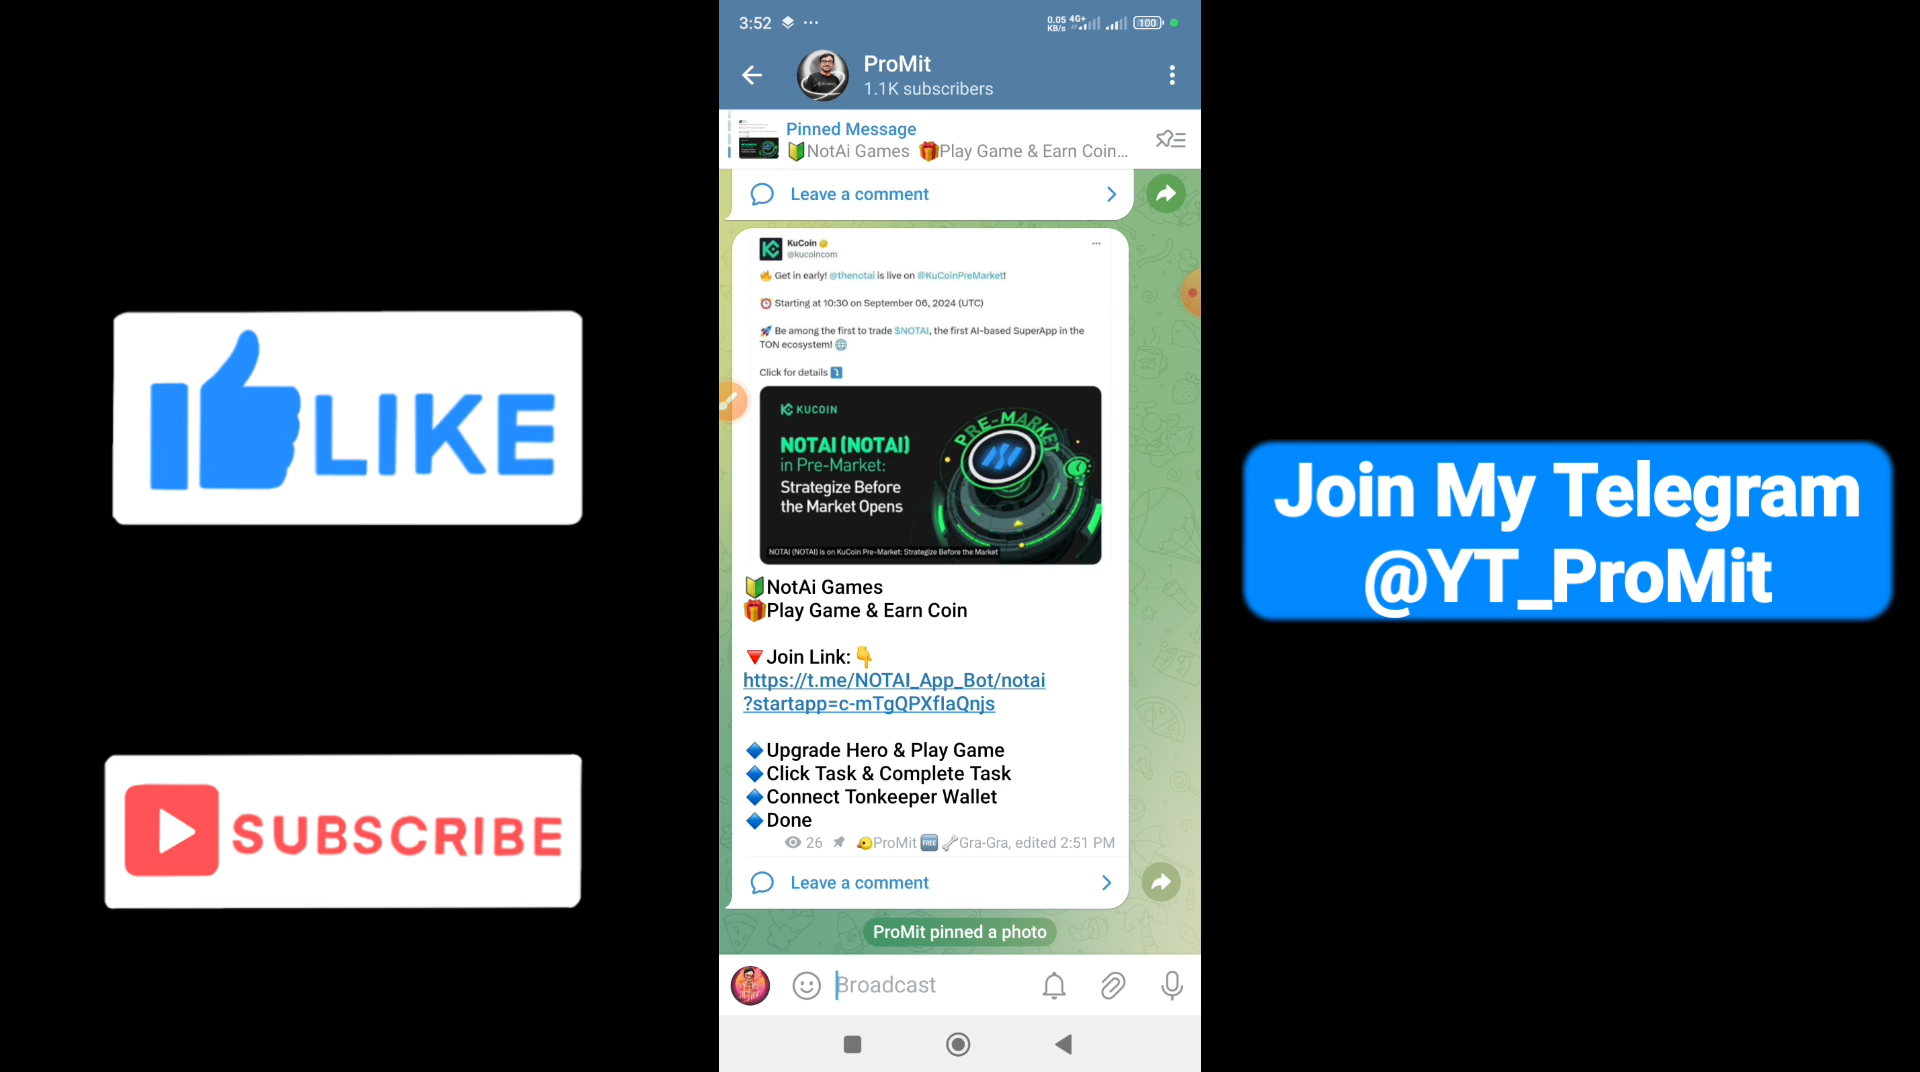 3:52
0.05 KB/s 4G+ 100
ProMit
1.1K subscribers
Pinned Message
🔰NotAi Games 🎁Play Game & Earn Coin...
Leave a comment
KuCoin
@kucoincom
🔥 Get in early! @thenotai is live on @KuCoinPreMarket!
⏰ Starting at 10:30 on September 06, 2024 (UTC)
🚀 Be among the first to trade $NOTAI, the first AI-based SuperApp in the
TON ecosystem! 🌐
Click for details ⤵️
KUCOIN
NOTAI (NOTAI)
in Pre-Market:
Strategize Before
the Market Opens
PRE-MARKET
NOTAI (NOTAI) is on KuCoin Pre-Market: Strategize Before the Market
🔰NotAi Games
🎁Play Game & Earn Coin
🔻Join Link: 👇
https://t.me/NOTAI_App_Bot/notai
?startapp=c-mTgQPXfIaQnjs
🔷Upgrade Hero & Play Game
🔷Click Task & Complete Task
🔷Connect Tonkeeper Wallet
🔷Done
26 🐤ProMit 🆓 🦴Gra-Gra, edited 2:51 PM
Leave a comment
ProMit pinned a photo
Broadcast
LIKE
SUBSCRIBE
Join My Telegram
@YT_ProMit